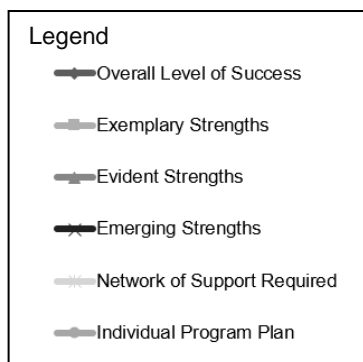 Legend
Overall Level of Success
Exemplary Strengths
Evident Strengths
Emerging Strengths
Network of Support Required
Individual Program Plan